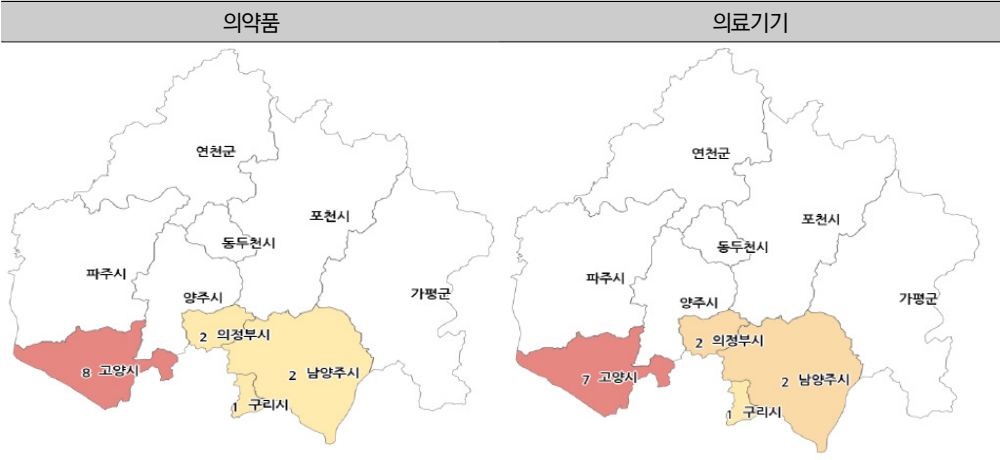 의약품
의료기기
연천군
포천시
동두천시
파주시
양주시
가평군
2 의정부시
8 고양시
2 남양주시
1 구리시
연천군
포천시
동두천시
파주시
양주시
가평군
2 의정부시
7 고양시
2 남양주시
1 구리시